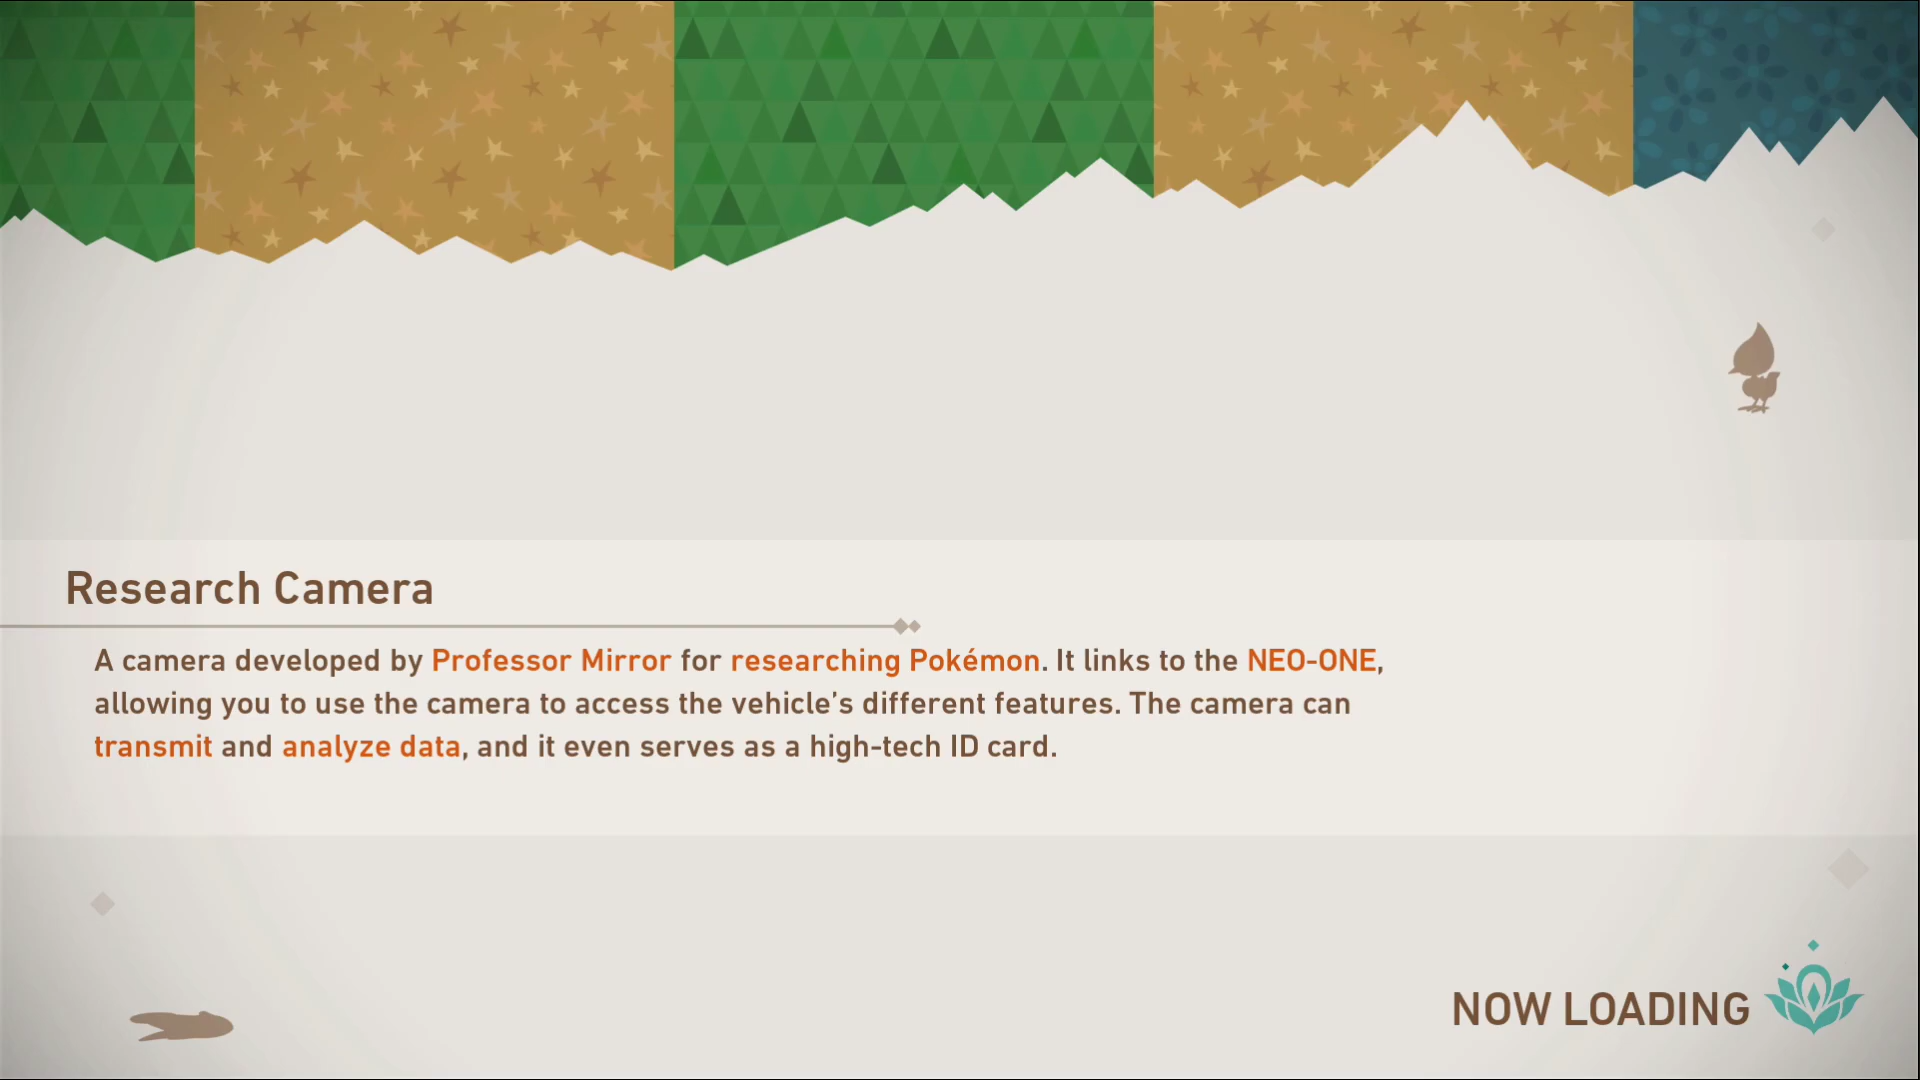 Research Camera
A camera developed by Professor Mirror for researching Pokémon. It links to the NEO-ONE,
allowing you to use the camera to access the vehicle's different features. The camera can
transmit and analyze data, and it even serves as a high-tech ID card.
NOW LOADING